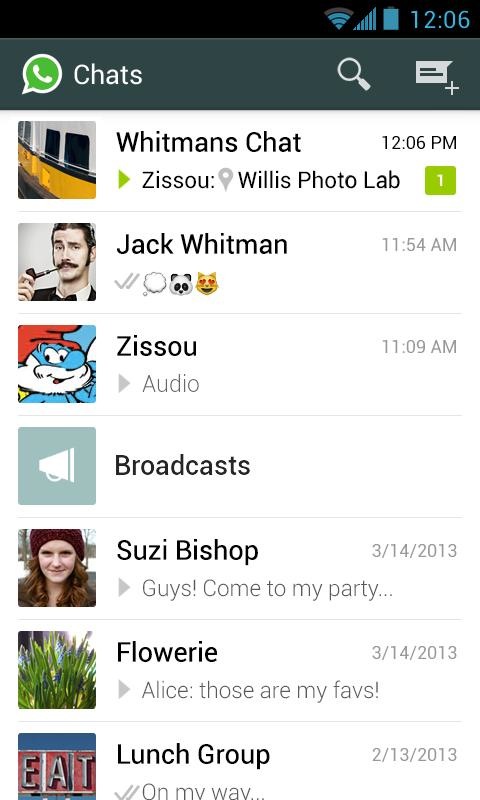 12:06
Chats
Whitmans Chat 12:06 PM
Zissou: Willis Photo Lab 1
Jack Whitman 11:54 AM
💭🐼😻
Zissou 11:09 AM
Audio
Broadcasts
Suzi Bishop 3/14/2013
Guys! Come to my party...
Flowerie 3/14/2013
Alice: those are my favs!
EAT
Lunch Group 2/13/2013
On my way...